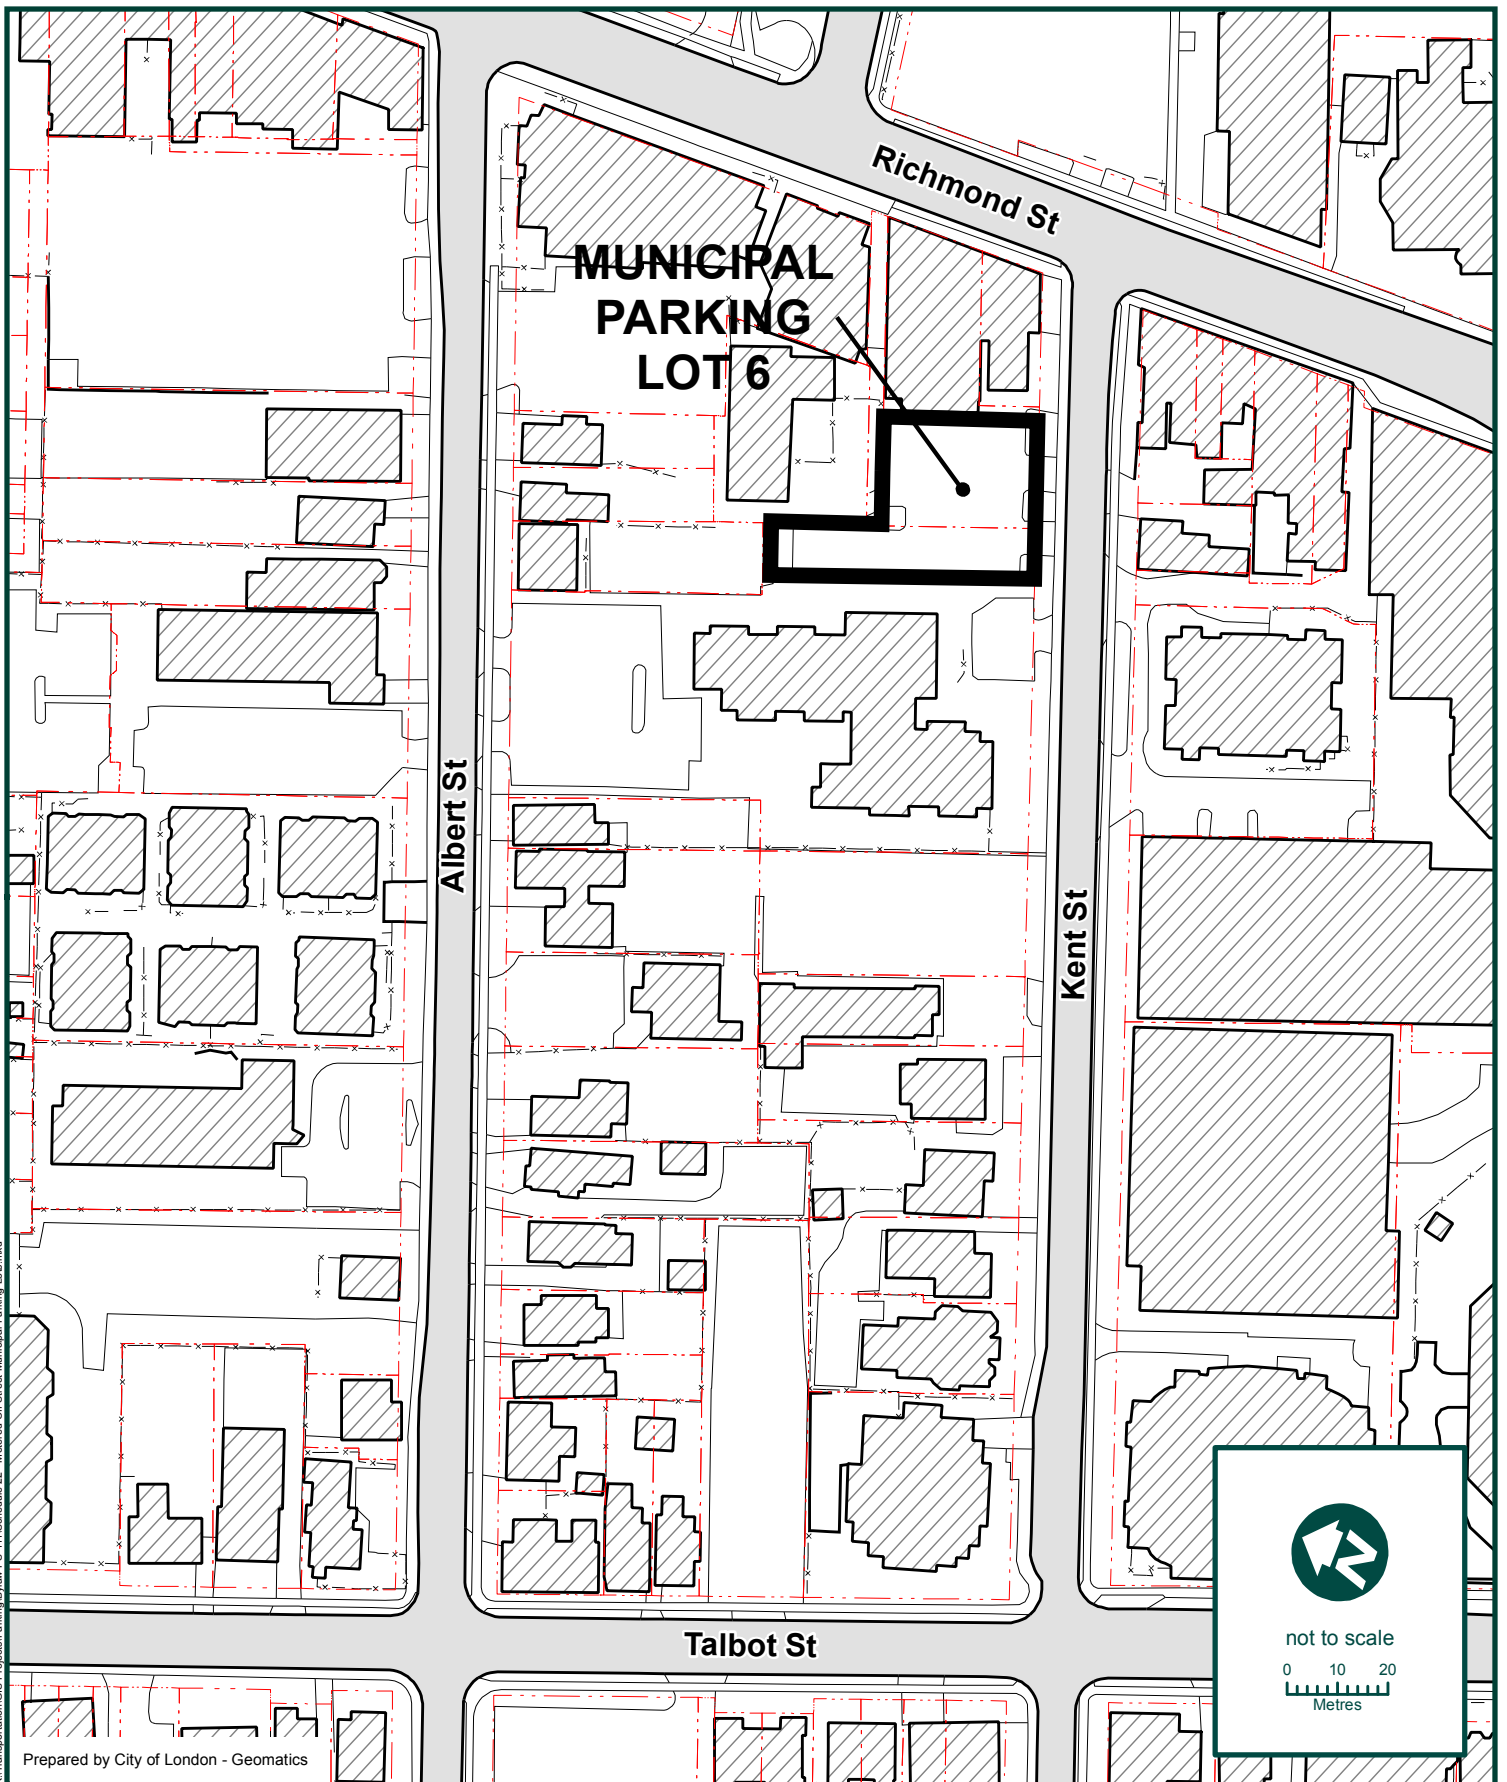 Richmond St
MUNICIPAL
PARKING
LOT 6
Albert St
Kent St
Talbot St
not to scale
0 10 20
Metres
Prepared by City of London - Geomatics